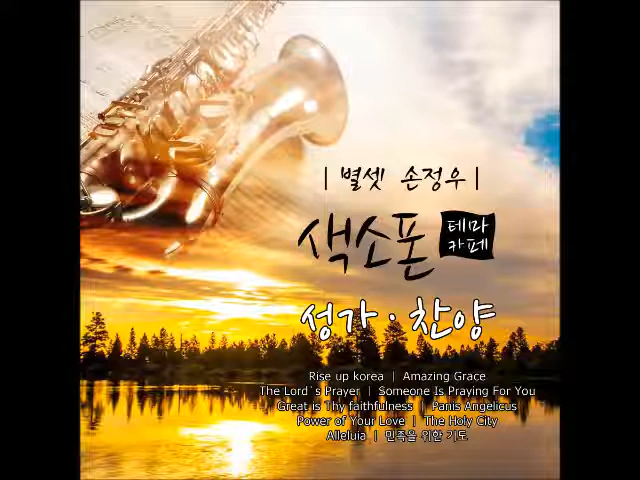 | 별셋 손정우 |
색소폰 테마
카페
성가 · 찬양
Rise up korea | Amazing Grace
The Lord`s Prayer | Someone Is Praying For You
Great is Thy faithfulness | Panis Angelicus
Power of Your Love | The Holy City
Alleluia | 민족을 위한 기도